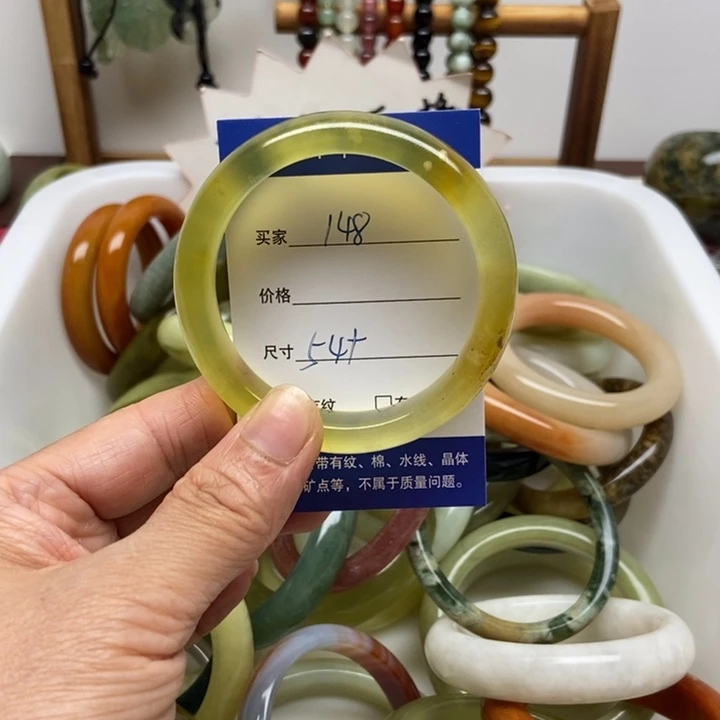 买家 148
价格
尺寸 54+
有纹、棉、水线、晶体
矿点等，不属于质量问题。